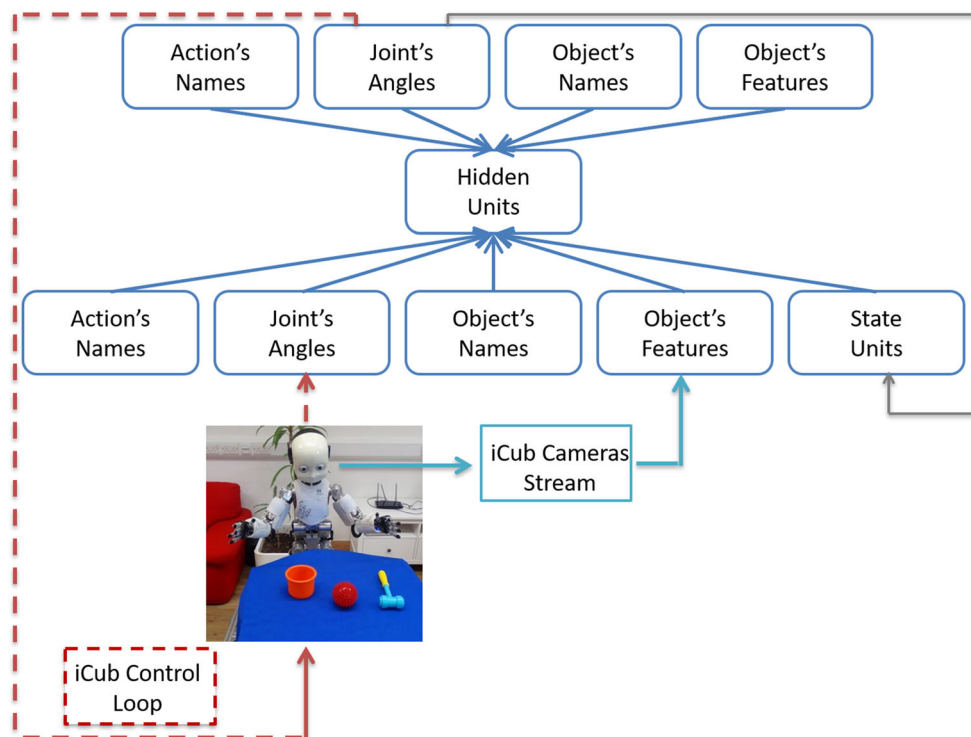 Action's
Names
Joint's
Angles
Object's
Names
Object's
Features
Hidden
Units
Action's
Names
Joint's
Angles
Object's
Names
Object's
Features
State
Units
iCub Cameras
Stream
iCub Control
Loop